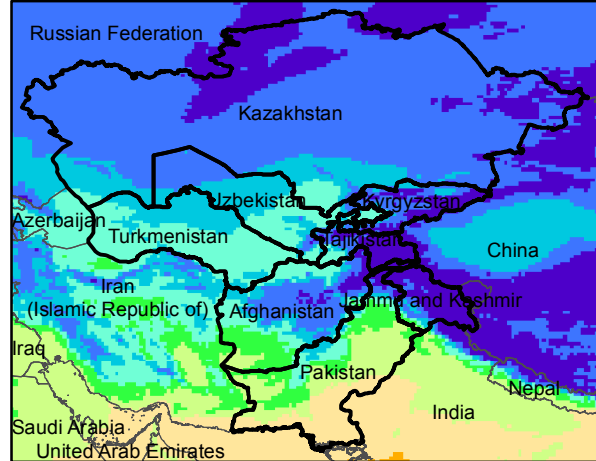 Russian Federation
Kazakhstan
Uzbekistan
Kyrgyzstan
Azerbaijan
Turkmenistan
Tajikistan
China
Iran
(Islamic Republic of)
Afghanistan
Jammu and Kashmir
Iraq
Pakistan
Nepal
India
Saudi Arabia
United Arab Emirates